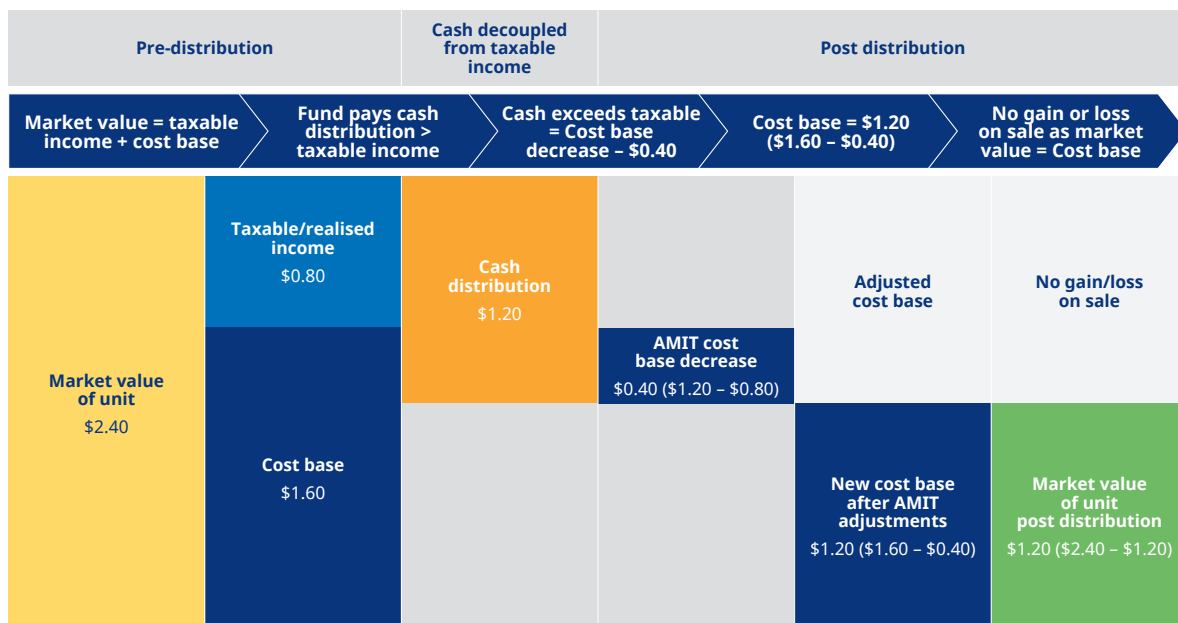 Pre-distribution
Cash decoupled
from taxable
income
Post distribution
Market value = taxable
income + cost base
Fund pays cash
distribution >
taxable income
Cash exceeds taxable
= Cost base
decrease – $0.40
Cost base = $1.20
($1.60 – $0.40)
No gain or loss
on sale as market
value = Cost base
Market value
of unit
$2.40
Taxable/realised
income
$0.80
Cost base
$1.60
Cash
distribution
$1.20
AMIT cost
base decrease
$0.40 ($1.20 – $0.80)
Adjusted
cost base
New cost base
after AMIT
adjustments
$1.20 ($1.60 – $0.40)
No gain/loss
on sale
Market value
of unit
post distribution
$1.20 ($2.40 – $1.20)